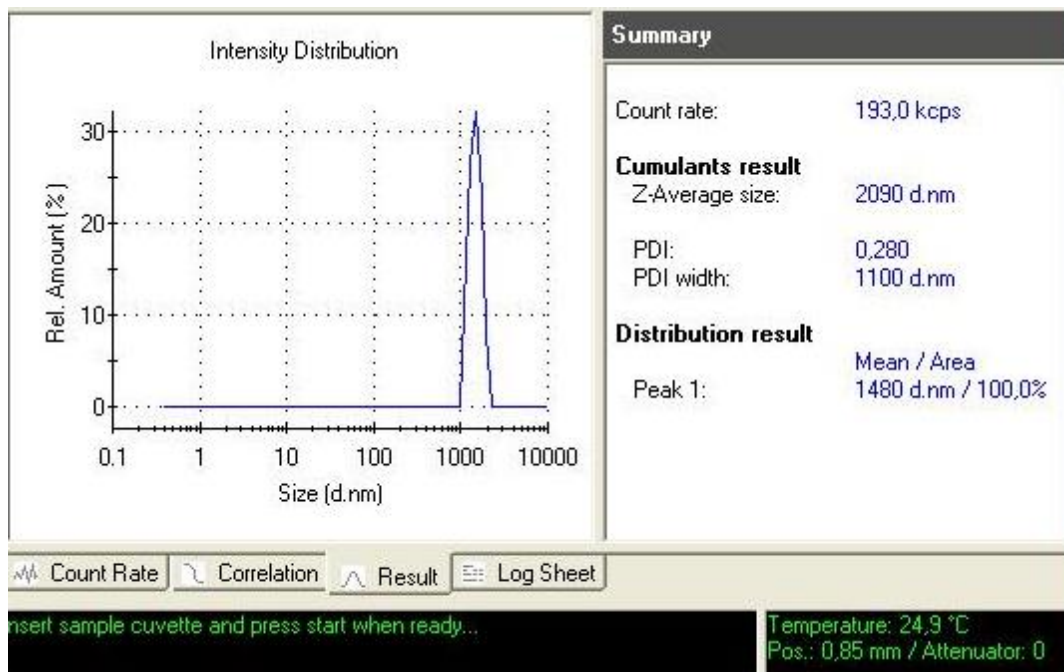 Intensity Distribution
Rel. Amount (%)
30
20
10
0
0.1 1 10 100 1000 10000
Size (d.nm)
Summary
Count rate: 193,0 kcps
Cumulants result
Z-Average size: 2090 d.nm
PDI: 0,280
PDI width: 1100 d.nm
Distribution result
Mean / Area
Peak 1: 1480 d.nm / 100,0%
Count Rate Correlation Result Log Sheet
nsert sample cuvette and press start when ready...
Temperature: 24,9 °C
Pos.: 0,85 mm / Attenuator: 0